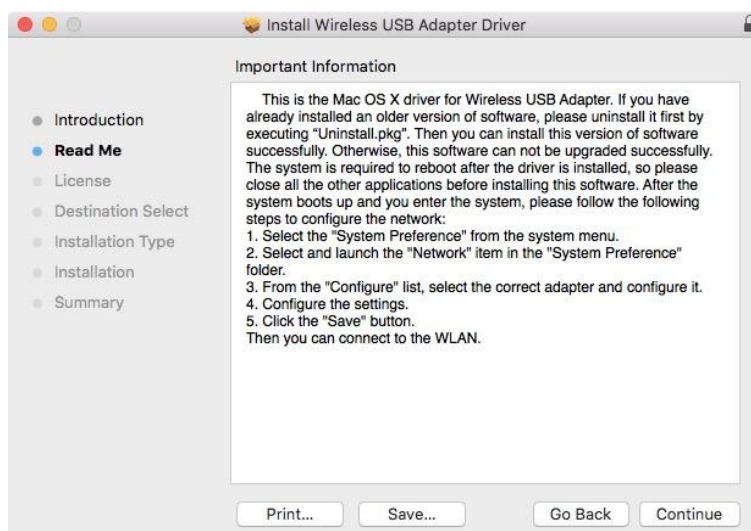 Install Wireless USB Adapter Driver
Important Information
Introduction
Read Me
License
Destination Select
Installation Type
Installation
Summary
This is the Mac OS X driver for Wireless USB Adapter. If you have
already installed an older version of software, please uninstall it first by
executing “Uninstall.pkg”. Then you can install this version of software
successfully. Otherwise, this software can not be upgraded successfully.
The system is required to reboot after the driver is installed, so please
close all the other applications before installing this software. After the
system boots up and you enter the system, please follow the following
steps to configure the network:
1. Select the "System Preference" from the system menu.
2. Select and launch the "Network" item in the "System Preference"
folder.
3. From the "Configure" list, select the correct adapter and configure it.
4. Configure the settings.
5. Click the "Save" button.
Then you can connect to the WLAN.
Print... Save... Go Back Continue